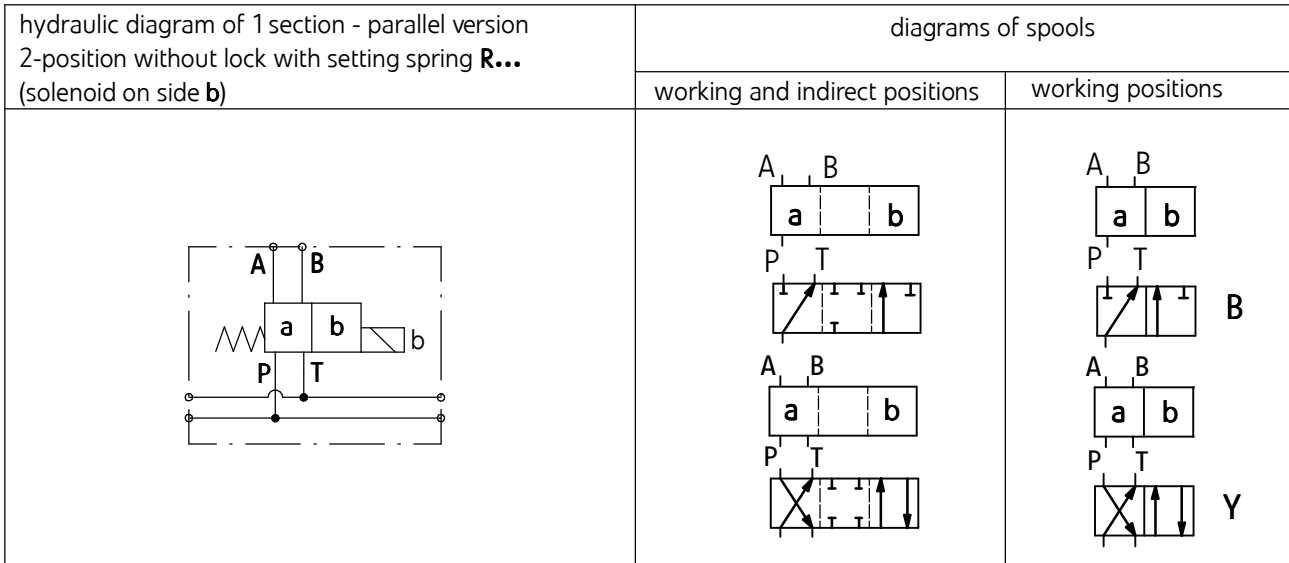 hydraulic diagram of 1 section - parallel version
2-position without lock with setting spring R...
(solenoid on side b)
diagrams of spools
working and indirect positions
working positions
A B
a b
b
P T
A B
a b
P T
A B
a b
P T
A B
a b
P T
B
A B
a b
P T
Y